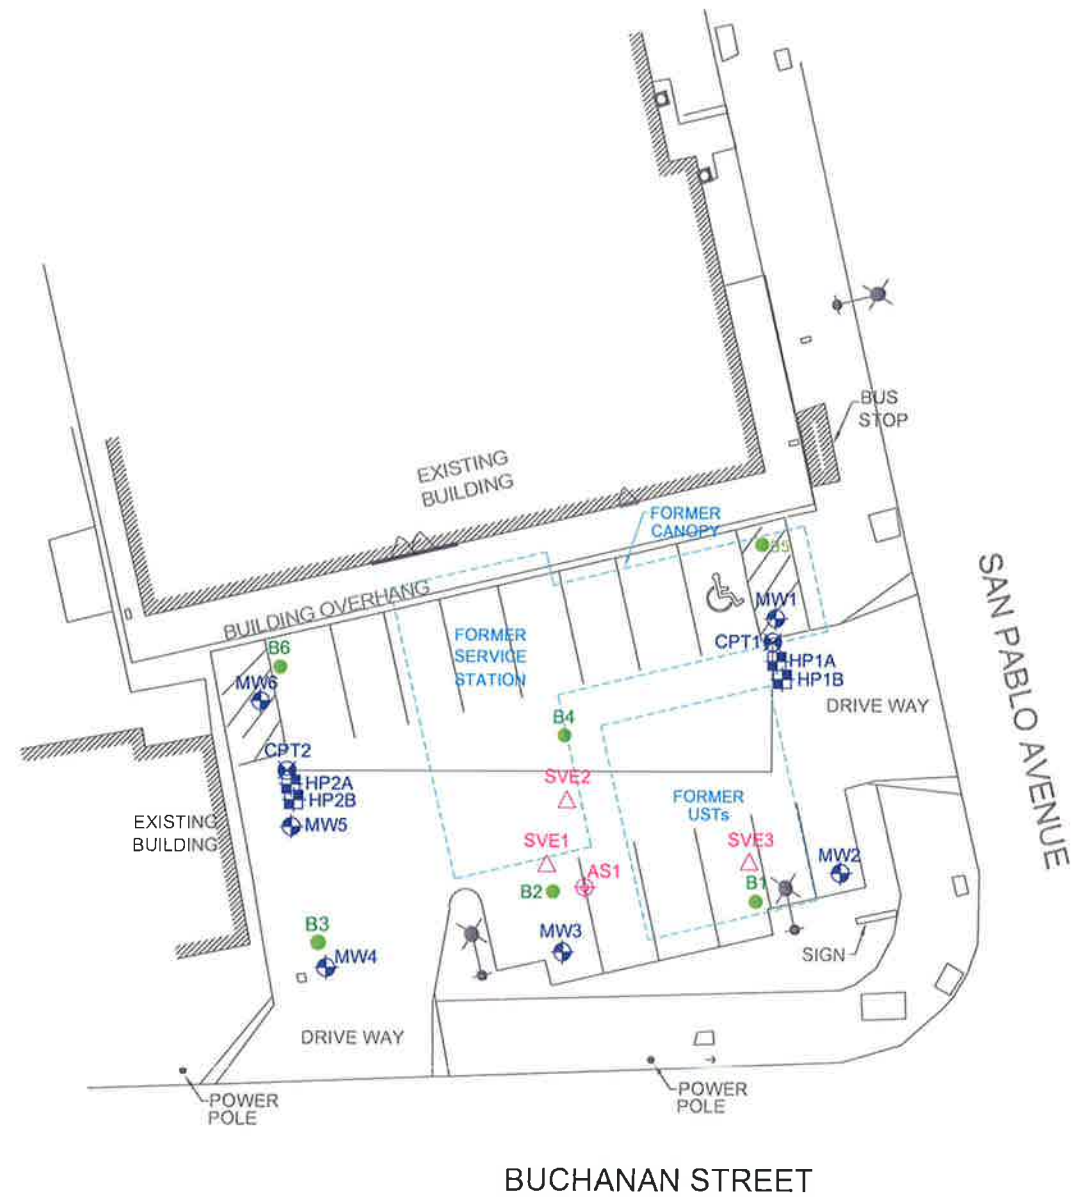 BUS
STOP
EXISTING
BUILDING
FORMER
CANOPY
B5
SAN PABLO AVENUE
BUILDING OVERHANG
MW1
FORMER
SERVICE
STATION
B6
CPT1
HP1A
HP1B
MW6
DRIVE WAY
B4
CPT2
SVE2
HP2A
HP2B
FORMER
USTs
EXISTING
BUILDING
MW5
SVE1
SVE3
MW2
AS1
B2
B1
B3
MW3
MW4
SIGN
DRIVE WAY
POWER
POLE
POWER
POLE
BUCHANAN STREET